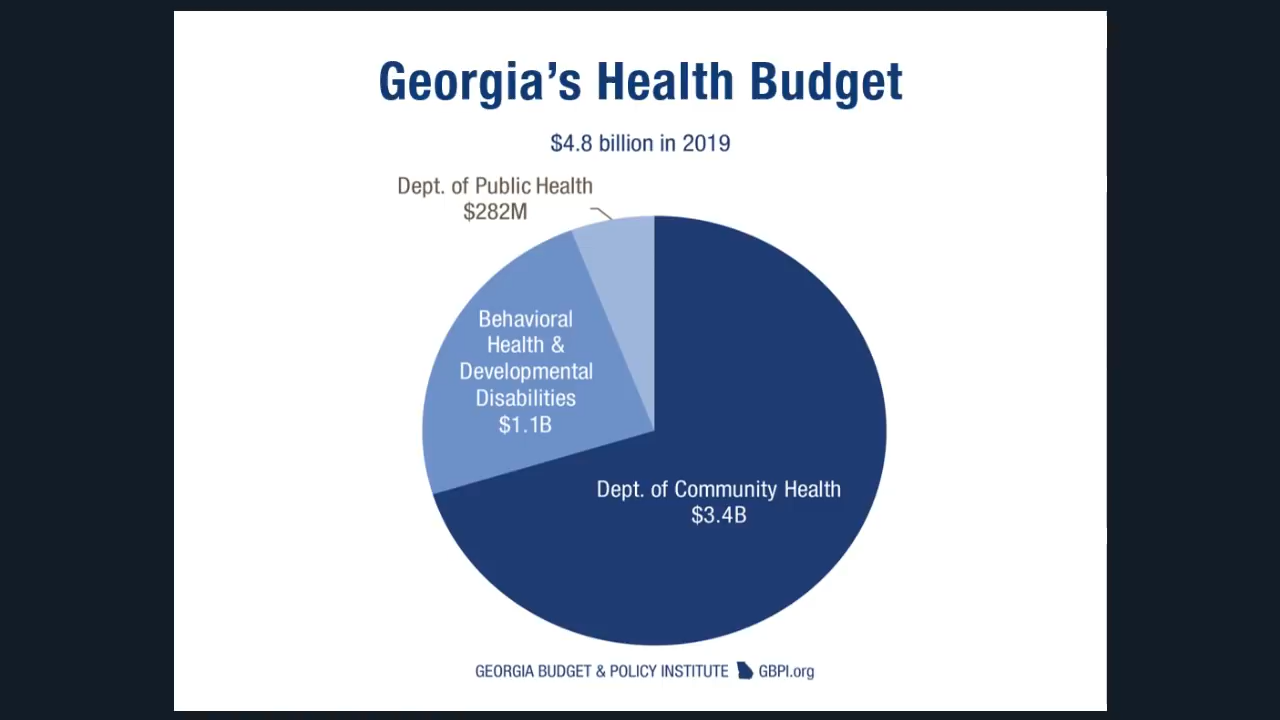 Georgia’s Health Budget
$4.8 billion in 2019
Dept. of Public Health
$282M
Behavioral
Health &
Developmental
Disabilities
$1.1B
Dept. of Community Health
$3.4B
GEORGIA BUDGET & POLICY INSTITUTE GBPI.org